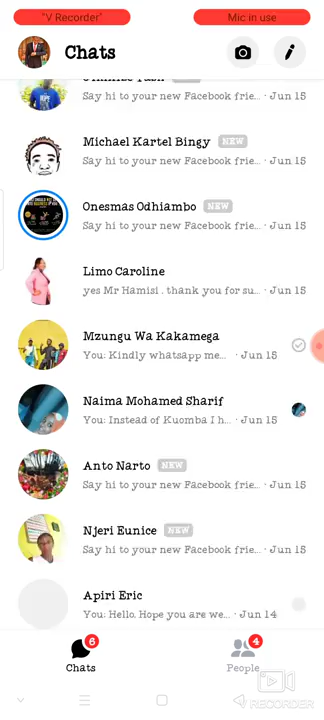 "V Recorder"
Mic in use
Chats
Say hi to your new Facebook frie... · Jun 15
Michael Kartel Bingy NEW
Say hi to your new Facebook frie... · Jun 15
Onesmas Odhiambo NEW
Say hi to your new Facebook frie... · Jun 15
Limo Caroline
yes Mr Hamisi . thank you for su... · Jun 15
Mzungu Wa Kakamega
You: Kindly whatsapp me... · Jun 15
Naima Mohamed Sharif
You: Instead of Kuomba I h... · Jun 15
Anto Narto NEW
Say hi to your new Facebook frie... · Jun 15
Njeri Eunice NEW
Say hi to your new Facebook frie... · Jun 15
Apiri Eric
You: Hello. Hope you are we... · Jun 14
6
4
Chats
People
RECORDER